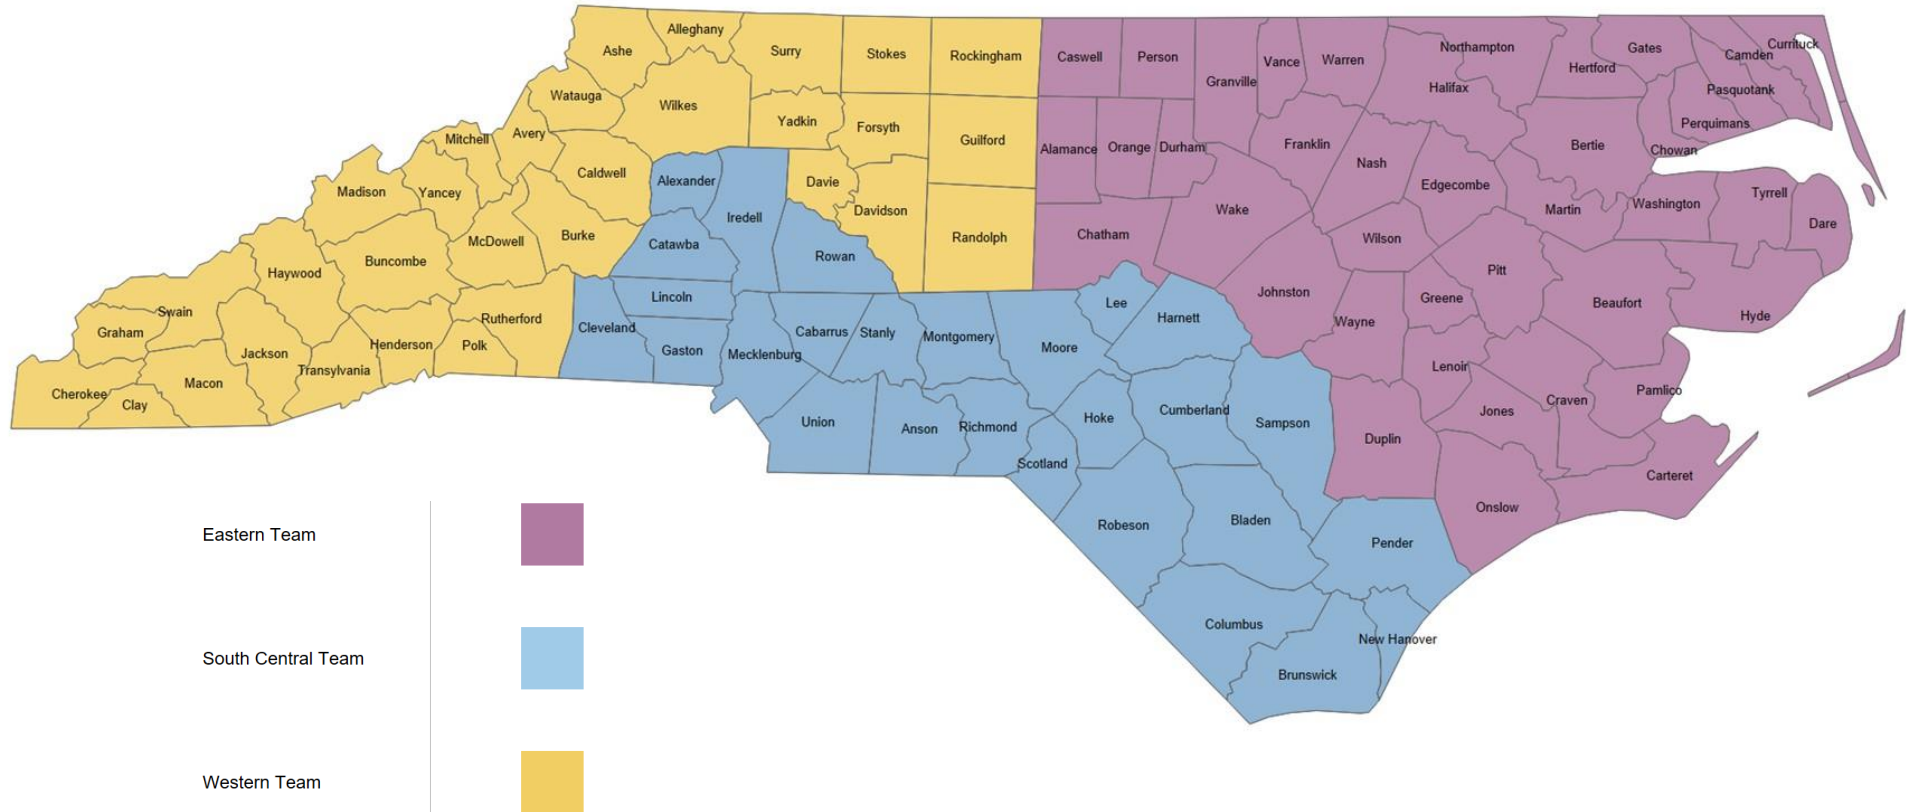 Alleghany
Ashe
Surry
Stokes
Rockingham
Caswell
Person
Granville
Vance
Warren
Northampton
Halifax
Hertford
Gates
Camden
Currituck
Pasquotank
Perquimans
Chowan
Bertie
Watauga
Wilkes
Yadkin
Forsyth
Guilford
Alamance
Orange
Durham
Franklin
Nash
Edgecombe
Martin
Washington
Tyrrell
Dare
Mitchell
Avery
Caldwell
Alexander
Iredell
Davie
Davidson
Randolph
Chatham
Wake
Wilson
Pitt
Beaufort
Hyde
Madison
Yancey
McDowell
Burke
Catawba
Rowan
Haywood
Buncombe
Lincoln
Lee
Harnett
Johnston
Wayne
Greene
Swain
Graham
Rutherford
Cleveland
Gaston
Mecklenburg
Cabarrus
Stanly
Montgomery
Moore
Lenoir
Craven
Pamlico
Jackson
Henderson
Polk
Transylvania
Cherokee
Clay
Macon
Union
Anson
Richmond
Hoke
Cumberland
Sampson
Duplin
Jones
Carteret
Scotland
Robeson
Bladen
Onslow
Pender
Columbus
New Hanover
Brunswick
Eastern Team
South Central Team
Western Team